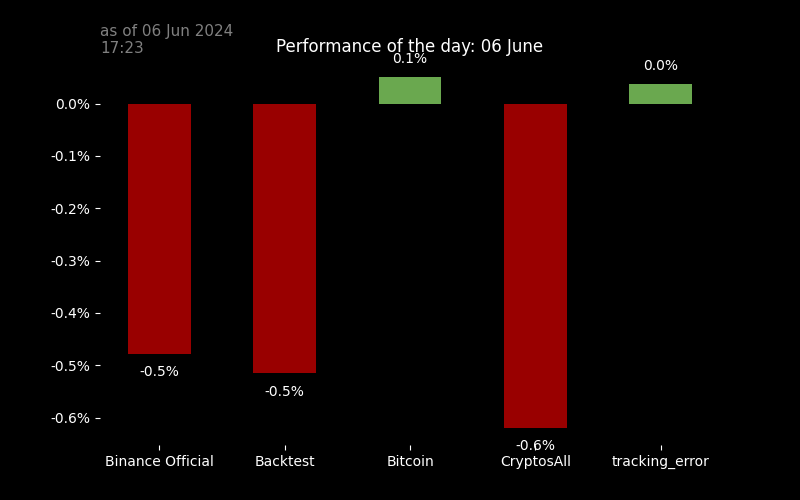 as of 06 Jun 2024
17:23
Performance of the day: 06 June
0.1%
0.0%
0.0%
-0.1%
-0.2%
-0.3%
-0.4%
-0.5%
-0.6%
-0.5%
-0.5%
-0.6%
Binance Official
Backtest
Bitcoin
CryptosAll
tracking_error